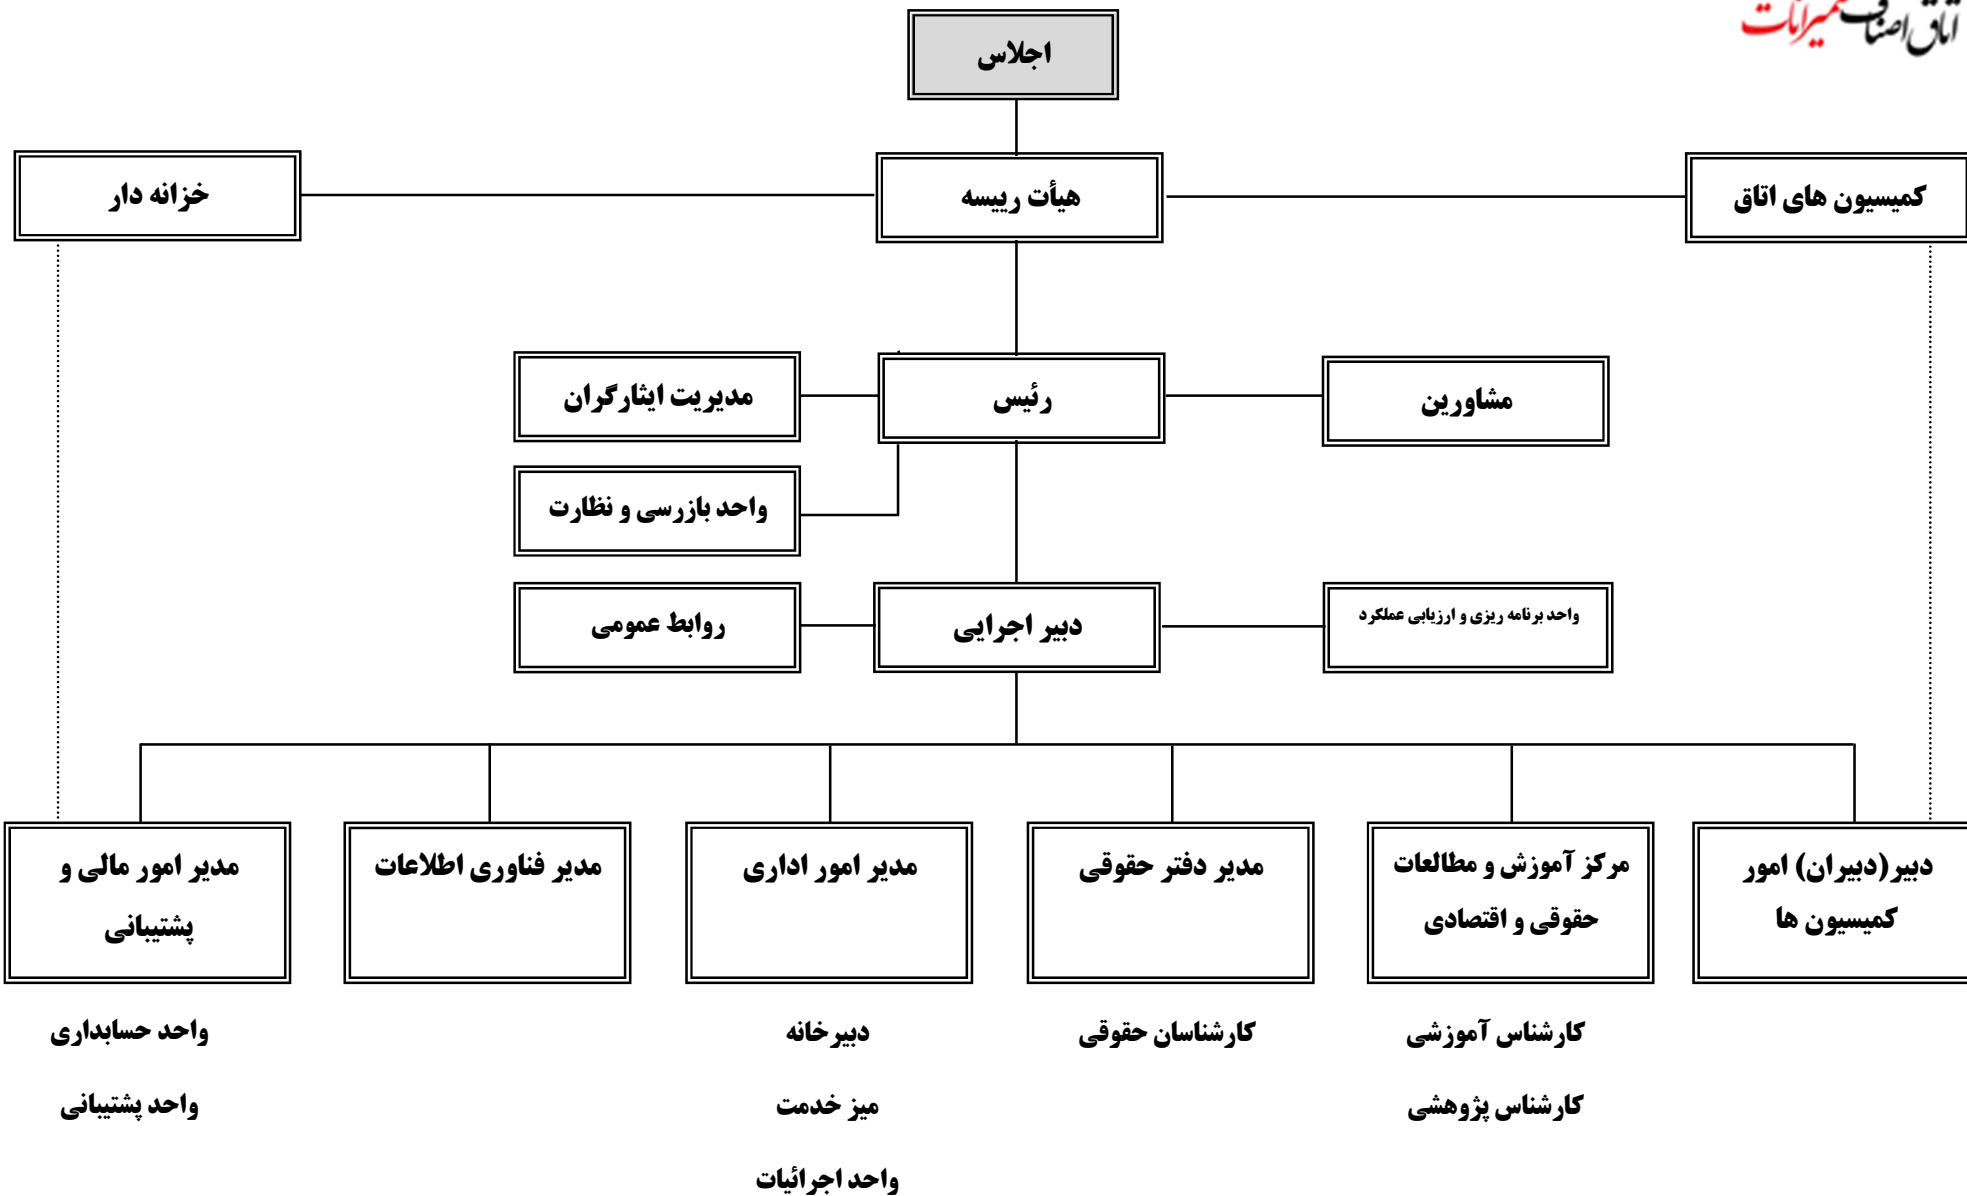 اتاق اصناف شمیرانات
اجلاس
کمیسیون های اتاق
هیأت رییسه
خزانه دار
مشاورین
رئیس
مدیریت ایثارگران
واحد بازرسی و نظارت
واحد برنامه ریزی و ارزیابی عملکرد
دبیر اجرایی
روابط عمومی
دبیر(دبیران) امور
کمیسیون ها
مرکز آموزش و مطالعات
حقوقی و اقتصادی
مدیر دفتر حقوقی
مدیر امور اداری
مدیر فناوری اطلاعات
مدیر امور مالی و
پشتیبانی
کارشناس آموزشی
کارشناس پژوهشی
کارشناسان حقوقی
دبیرخانه
میز خدمت
واحد اجرائیات
واحد حسابداری
واحد پشتیبانی